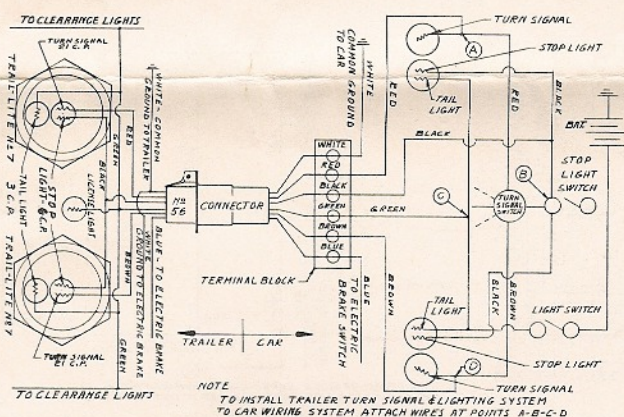 TO CLEARANCE LIGHTS
TURN SIGNAL
21 C.P.
TRAIL-LITE No. 7
3 C.P.
TAIL LIGHT
STOP
LIGHT-6 C.P.
LICENSE LIGHT
RED
GREEN
BLACK
WHITE-COMMON
GROUND TO TRAILER
No
56
CONNECTOR
WHITE
GROUND TO ELECTRIC BRAKE
BLUE-TO ELECTRIC BRAKE
BROWN
GREEN
TRAIL-LITE No 7
TURN SIGNAL
21 C.P.
TO CLEARANCE LIGHTS
COMMON GROUND
TO CAR
WHITE
RED
WHITE
RED
BLACK
GREEN
BROWN
BLUE
TERMINAL BLOCK
BLACK
GREEN
BLUE
TO ELECTRIC
BRAKE SWITCH
BROWN
TRAILER
CAR
TURN SIGNAL
A
STOP LIGHT
TAIL
LIGHT
RED
BLACK
BAT.
STOP
LIGHT
SWITCH
B
C
TURN
SIGNAL
SWITCH
BLACK
BROWN
TAIL
LIGHT
LIGHT SWITCH
STOP LIGHT
D
TURN SIGNAL
NOTE
TO INSTALL TRAILER TURN SIGNAL & LIGHTING SYSTEM
TO CAR WIRING SYSTEM ATTACH WIRES AT POINTS A-B-C-D